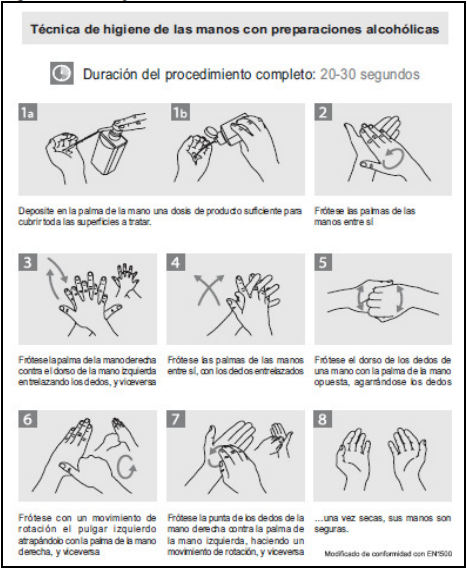 Técnica de higiene de las manos con preparaciones alcohólicas
Duración del procedimiento completo: 20-30 segundos
1a
1b
2
Deposite en la palma de la mano una dosis de producto suficiente para
cubrir toda las superficies a tratar.
Frótese las palmas de las
manos entre sí
3
4
5
Frótese la palma de la mano derecha
contra el dorso de la mano izquierda
entrelazando los dedos, y viceversa
Frótese las palmas de las manos
entre sí, con los dedos entrelazados
Frótese el dorso de los dedos de
una mano con la palma de la mano
opuesta, agarrándose los dedos
6
7
8
Frótese con un movimiento de
rotación el pulgar izquierdo
atrapándolo con la palma de la mano
derecha, y viceversa
Frótese la punta de los dedos de la
mano derecha contra la palma de
la mano izquierda, haciendo un
movimiento de rotación, y viceversa
...una vez secas, sus manos son
seguras.
Modificado de conformidad con EN1500